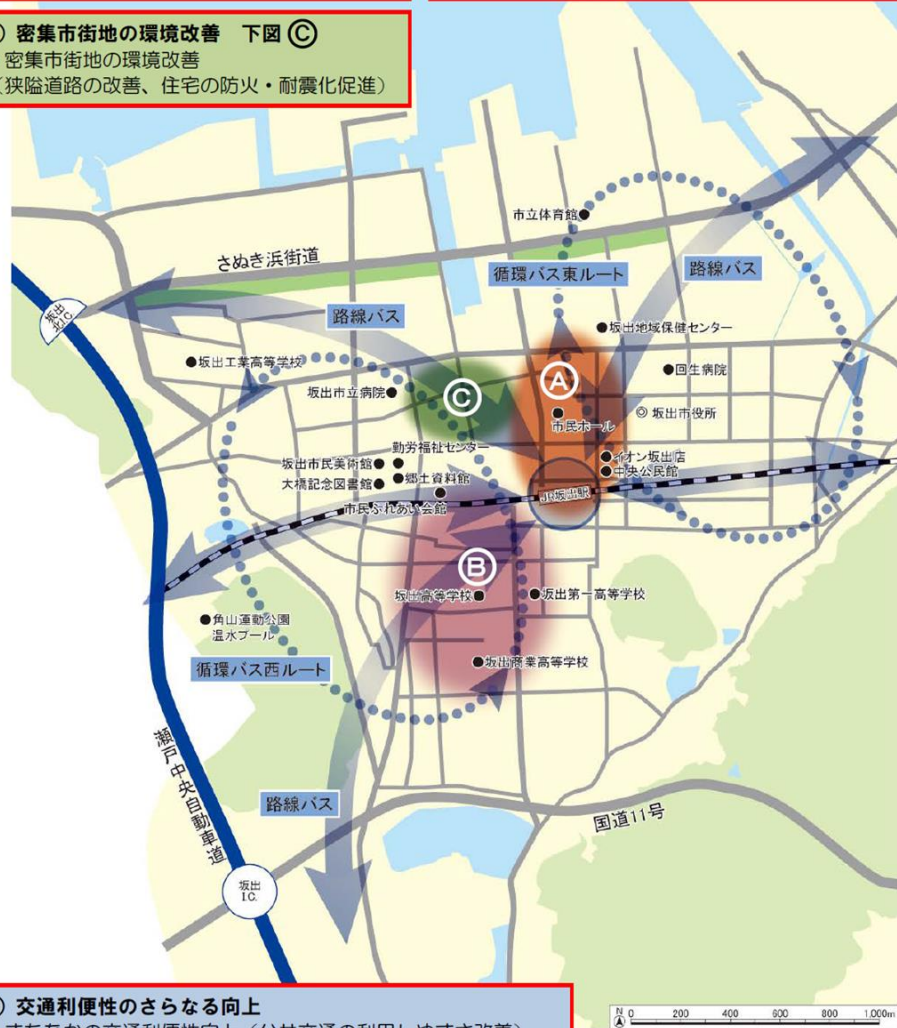 密集市街地の環境改善 下図Ⓒ
密集市街地の環境改善
(狭隘道路の改善、住宅の防火・耐震化促進)
市立体育館
さぬき浜街道
循環バス東ルート
路線バス
坂出北I.C.
路線バス
坂出地域保健センター
坂出工業高等学校
回生病院
坂出市立病院
Ⓒ
Ⓐ
市民ホール
坂出市役所
勤労福祉センター
イオン坂出店
坂出市民美術館
中央公民館
郷土資料館
大橋記念図書館
JR坂出駅
市民ふれあい会館
Ⓑ
坂出高等学校
坂出第一高等学校
角山運動公園
温水プール
坂出商業高等学校
循環バス西ルート
瀬戸中央自動車道
路線バス
国道11号
坂出
I.C.
交通利便性のさらなる向上
N 0 200 400 600 800 1,000m